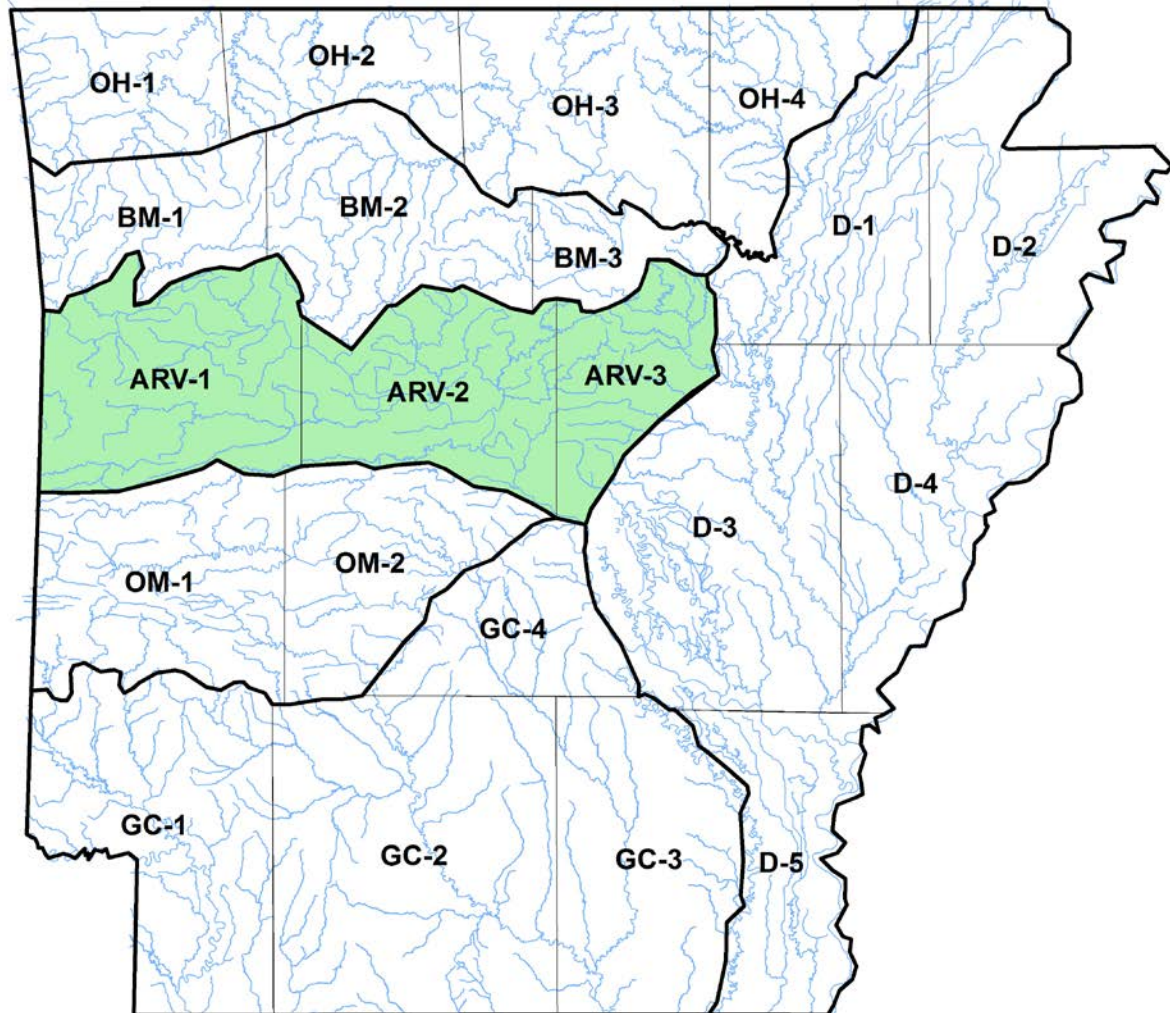 OH-1
OH-2
OH-3
OH-4
BM-1
BM-2
BM-3
D-1
D-2
ARV-1
ARV-2
ARV-3
D-3
D-4
OM-1
OM-2
GC-4
GC-1
GC-2
GC-3
D-5